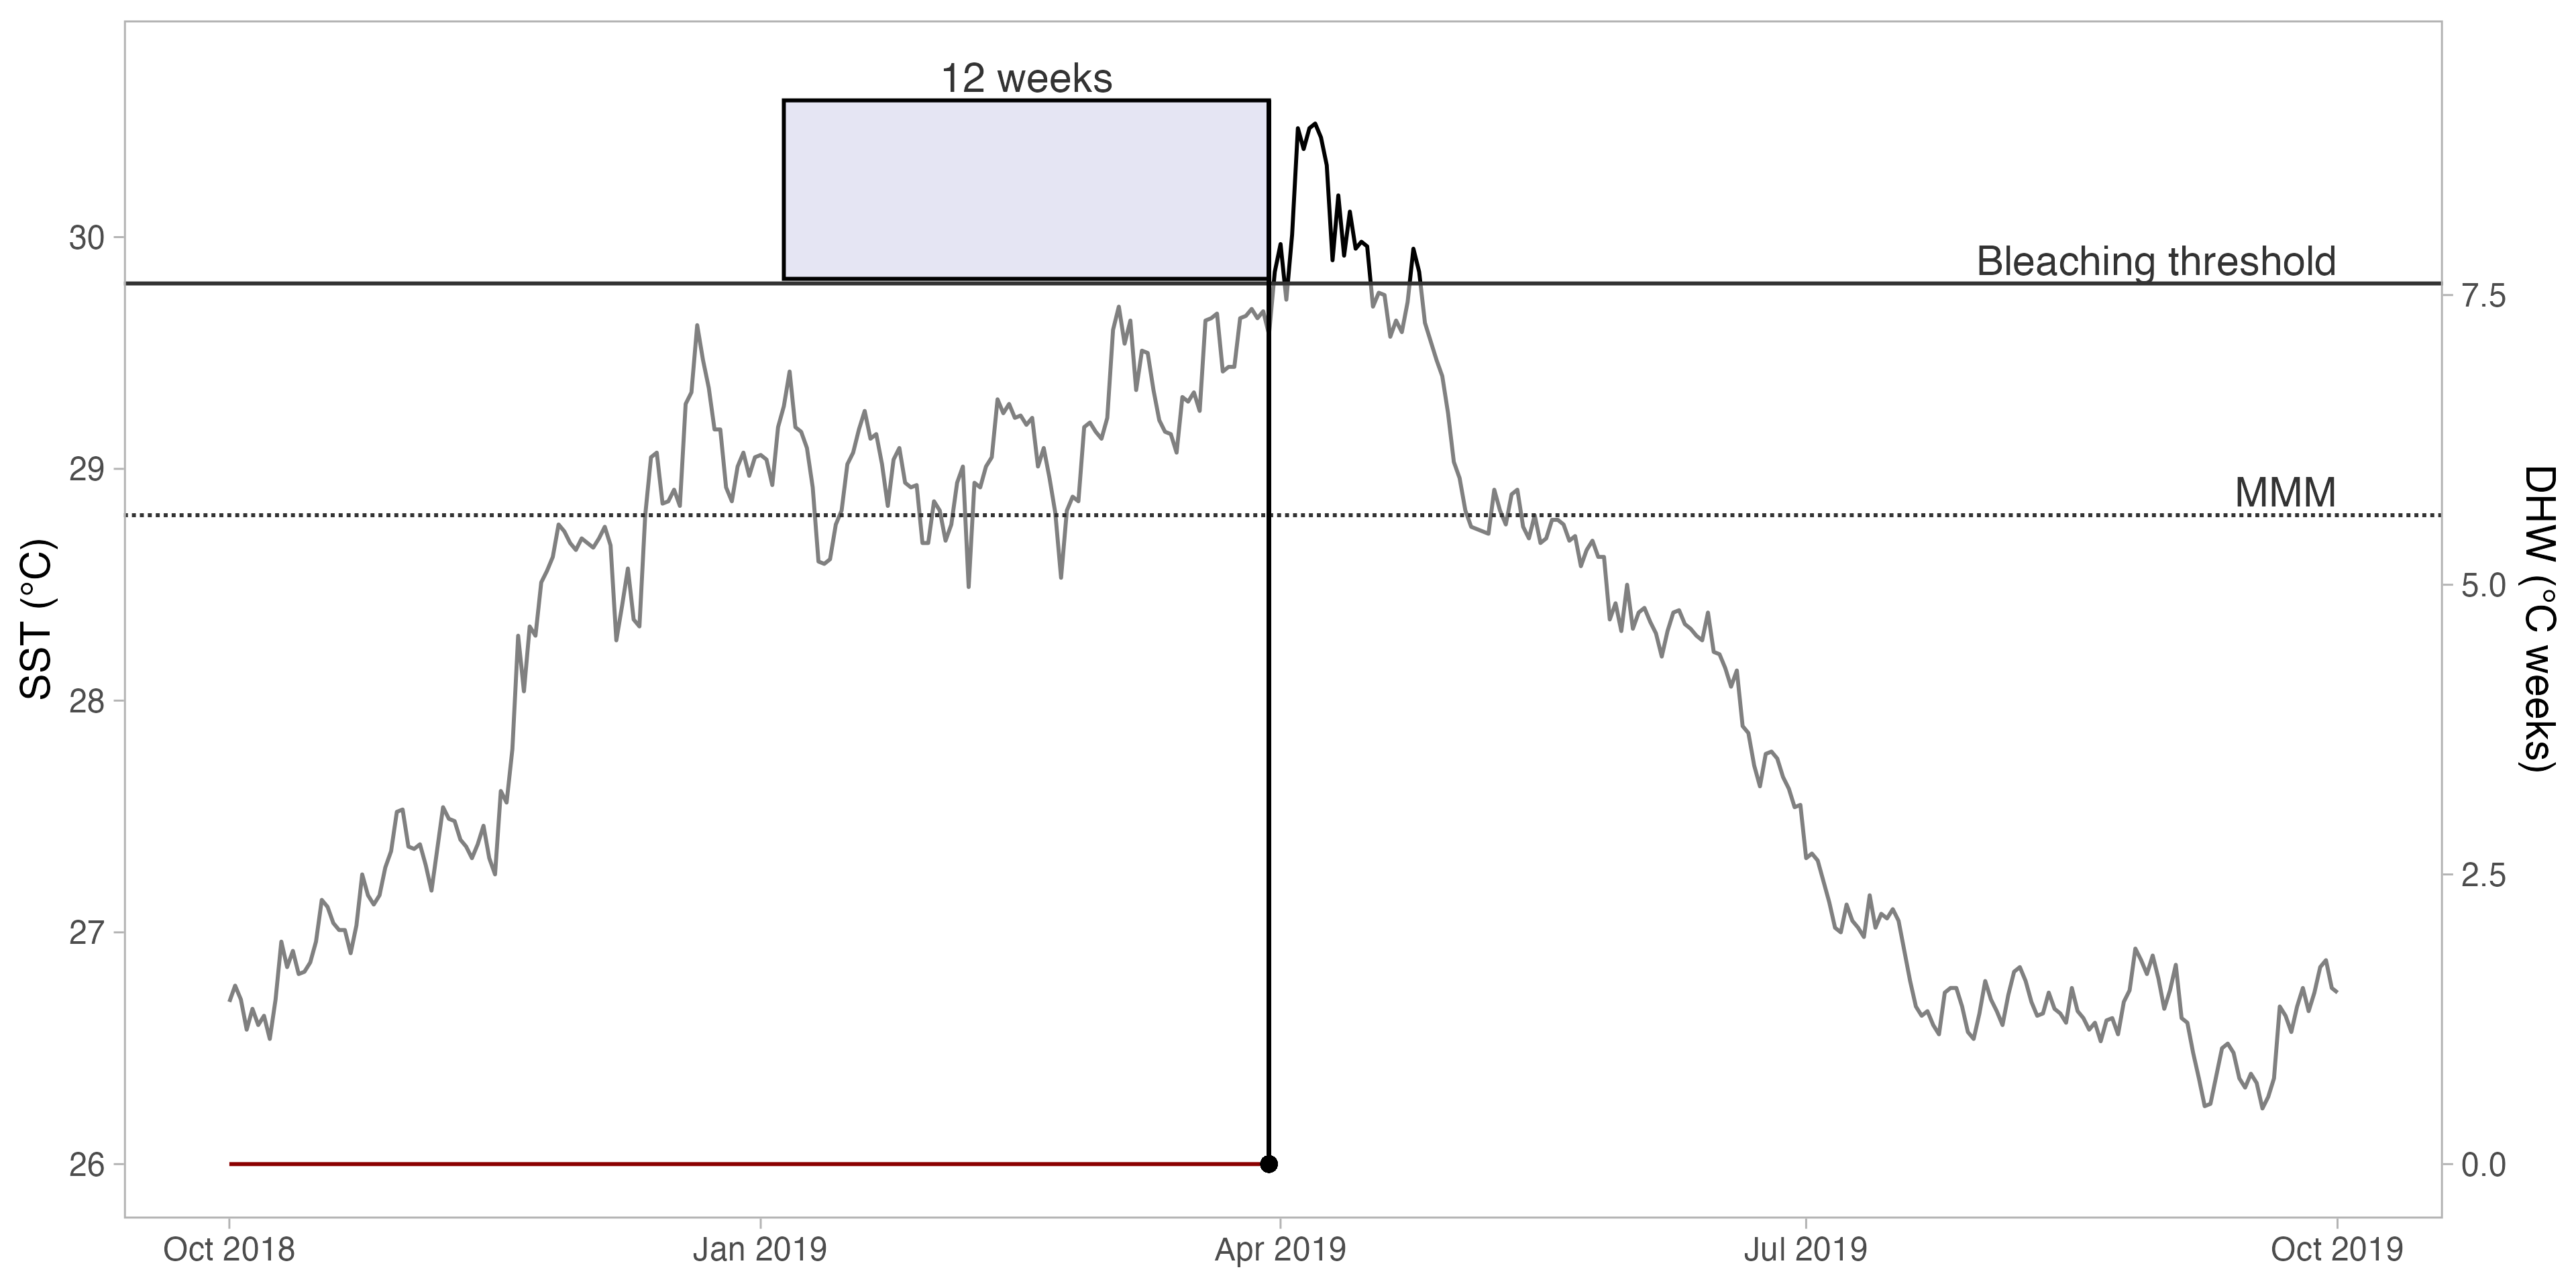 12 weeks
30
Bleaching threshold
7.5
29
MMM
SST (°C)
DHW (°C weeks)
5.0
28
2.5
27
26
0.0
Oct 2018
Jan 2019
Apr 2019
Jul 2019
Oct 2019